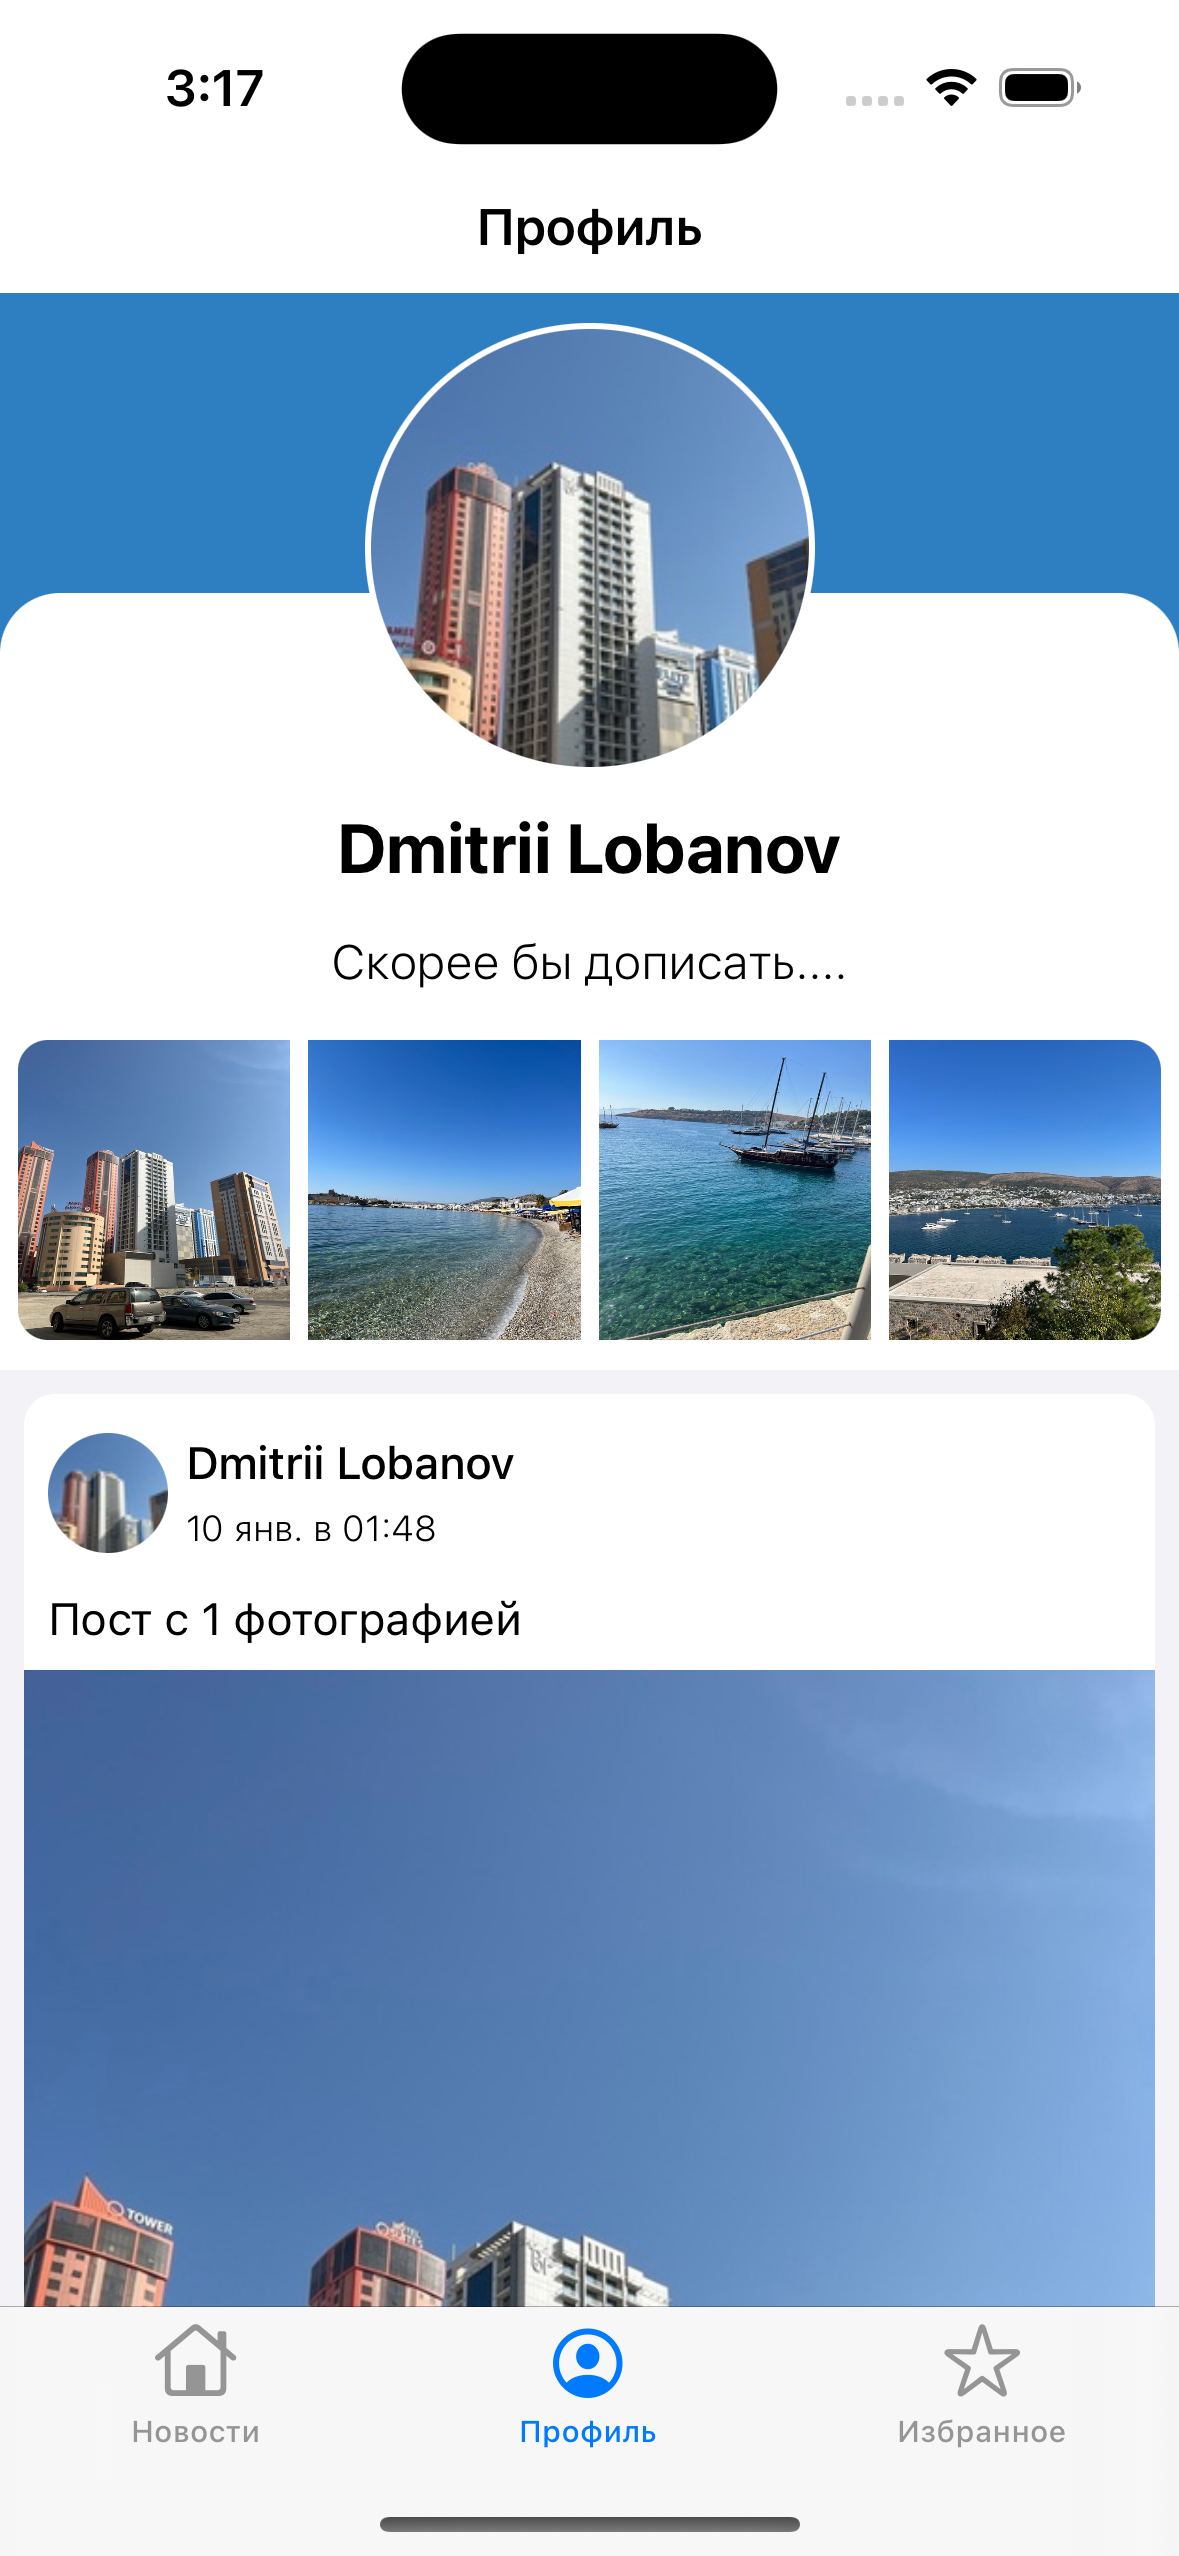 3:17
Профиль
Dmitrii Lobanov
Скорее бы дописать....
Dmitrii Lobanov
10 янв. в 01:48
Пост с 1 фотографией
TOWER
Новости
Профиль
Избранное